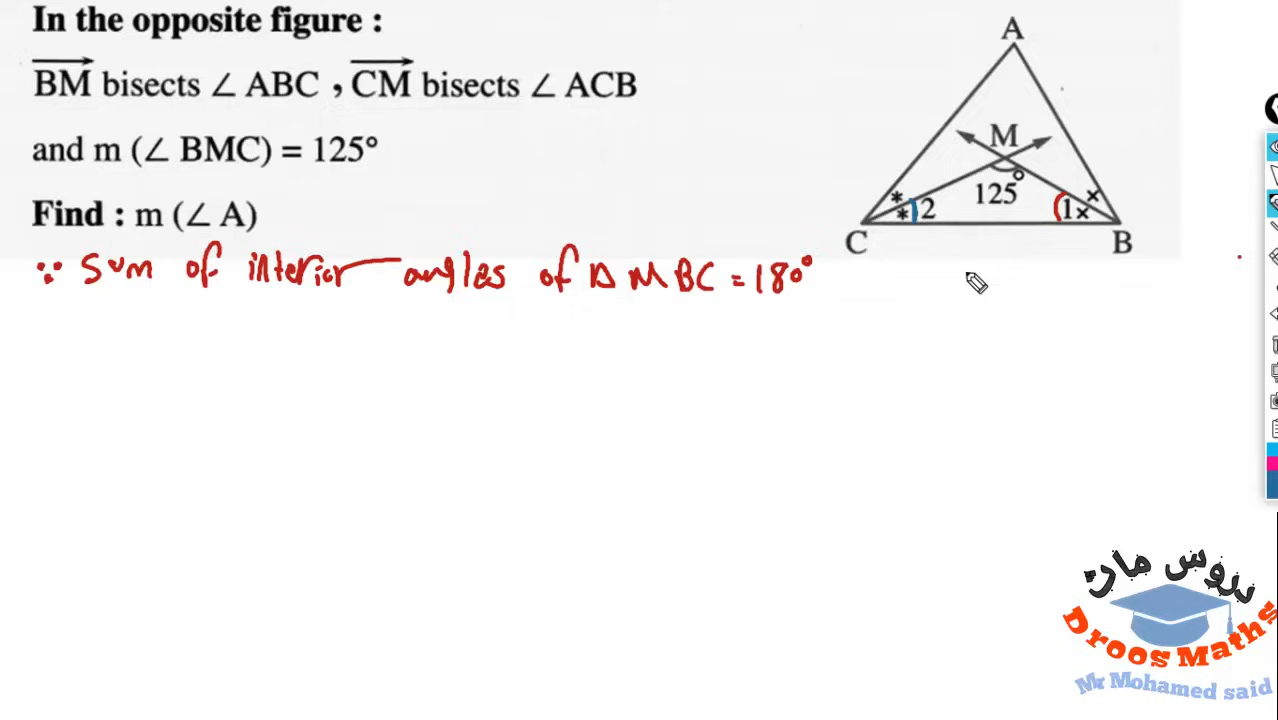 In the opposite figure :
BM bisects ∠ ABC , CM bisects ∠ ACB
and m (∠ BMC) = 125°
Find : m (∠ A)
∵ Sum of interior angles of Δ MBC = 180°
A
M
125°
* * 2
1 × ×
C
B
دروس ماث
Droos Maths
Mr Mohamed said